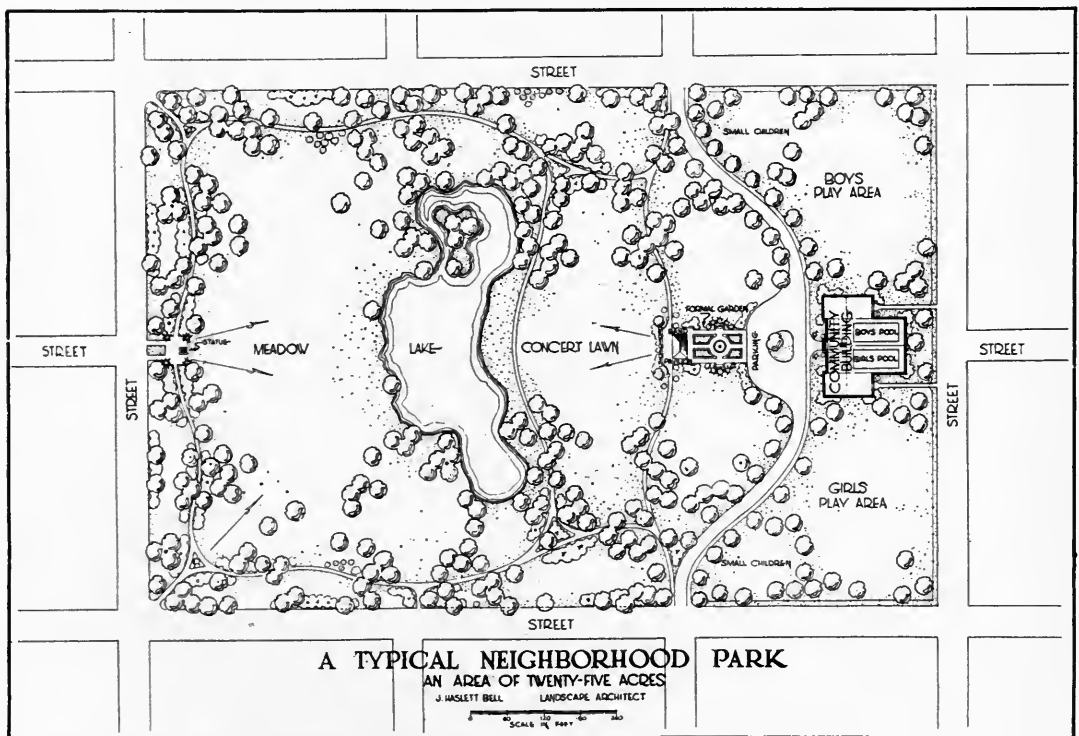 STREET
SMALL CHILDREN
BOYS
PLAY AREA
FORMAL GARDEN
STATUE
STREET
MEADOW
LAKE
CONCERT LAWN
PARKING
COMMUNITY
BUILDING
BOYS POOL
GIRLS POOL
STREET
STREET
STREET
GIRLS
PLAY AREA
SMALL CHILDREN
STREET
A TYPICAL NEIGHBORHOOD PARK
AN AREA OF TWENTY-FIVE ACRES
J. HASLETT BELL LANDSCAPE ARCHITECT
SCALE IN FEET